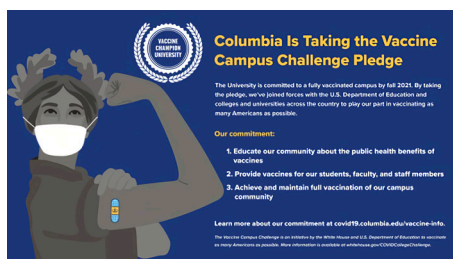 VACCINE
CHAMPION
UNIVERSITY
Columbia Is Taking the Vaccine
Campus Challenge Pledge
The University is committed to a fully vaccinated campus by fall 2021. By taking
the pledge, we've joined forces with the U.S. Department of Education and
colleges and universities across the country to play our part in vaccinating as
many Americans as possible.
Our commitment:
1. Educate our community about the public health benefits of
vaccines
2. Provide vaccines for our students, faculty, and staff members
3. Achieve and maintain full vaccination of our campus
community
Learn more about our commitment at covid19.columbia.edu/vaccine-info.
The Vaccine Campus Challenge is an initiative by the White House and U.S. Department of Education to vaccinate
as many Americans as possible. More information is available at whitehouse.gov/COVIDCollegeChallenge.